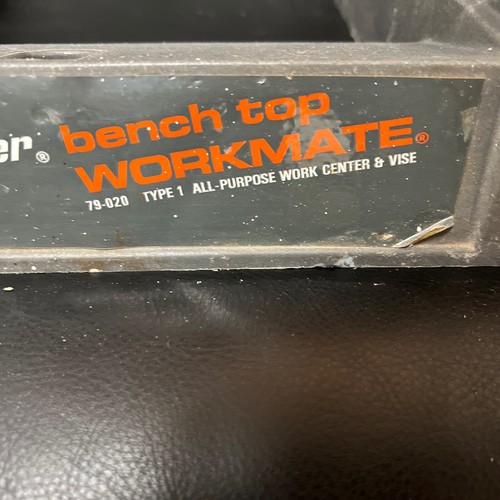 er®
bench top
WORKMATE®
79-020 TYPE 1 ALL-PURPOSE WORK CENTER & VISE